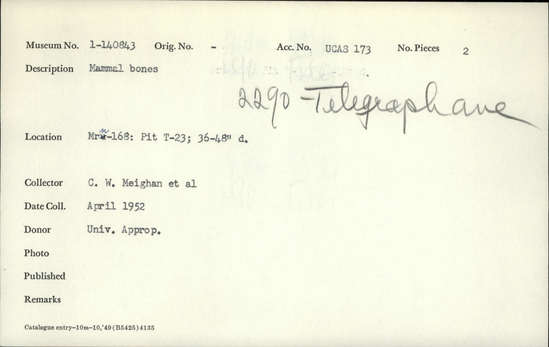 Museum No. 1-140843 Orig. No. - Acc. No. UCAS 173 No. Pieces 2
Description Mammal bones
2290 - Telegraph ave
Location Mrn-168: Pit T-23; 36-48" d.
Collector C. W. Meighan et al
Date Coll. April 1952
Donor Univ. Approp.
Photo
Published
Remarks
Catalogue entry-10m-10,'49 (B5425) 4135